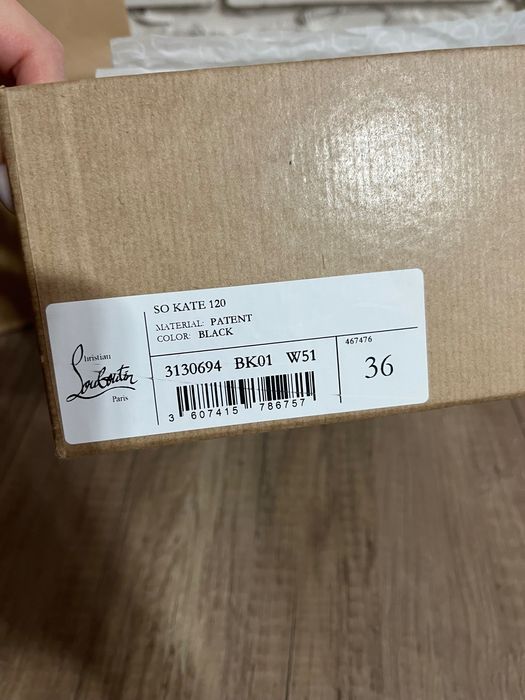 SO KATE 120
MATERIAL: PATENT
COLOR: BLACK
Christian
Louboutin
Paris
3130694 BK01 W51
3 607415 786757
467476
36